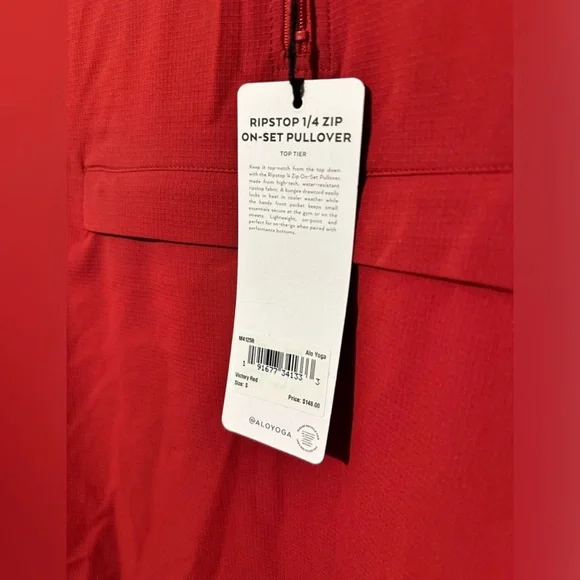 RIPSTOP 1/4 ZIP
ON-SET PULLOVER
TOP TIER
Keep it top-notch from the top down
with the Ripstop ¼ Zip On-Set Pullover,
made from high-tech, water-resistant
ripstop fabric. A bungee drawcord easily
locks in heat in cooler weather while
the handy front pocket keeps small
essentials secure at the gym or on the
streets. Lightweight, on-point and
perfect for on-the-go when paired with
performance bottoms.
Alo Yoga
1 91677 34133 3
Victory Red
Size: S
Price: $148.00
@ALOYOGA